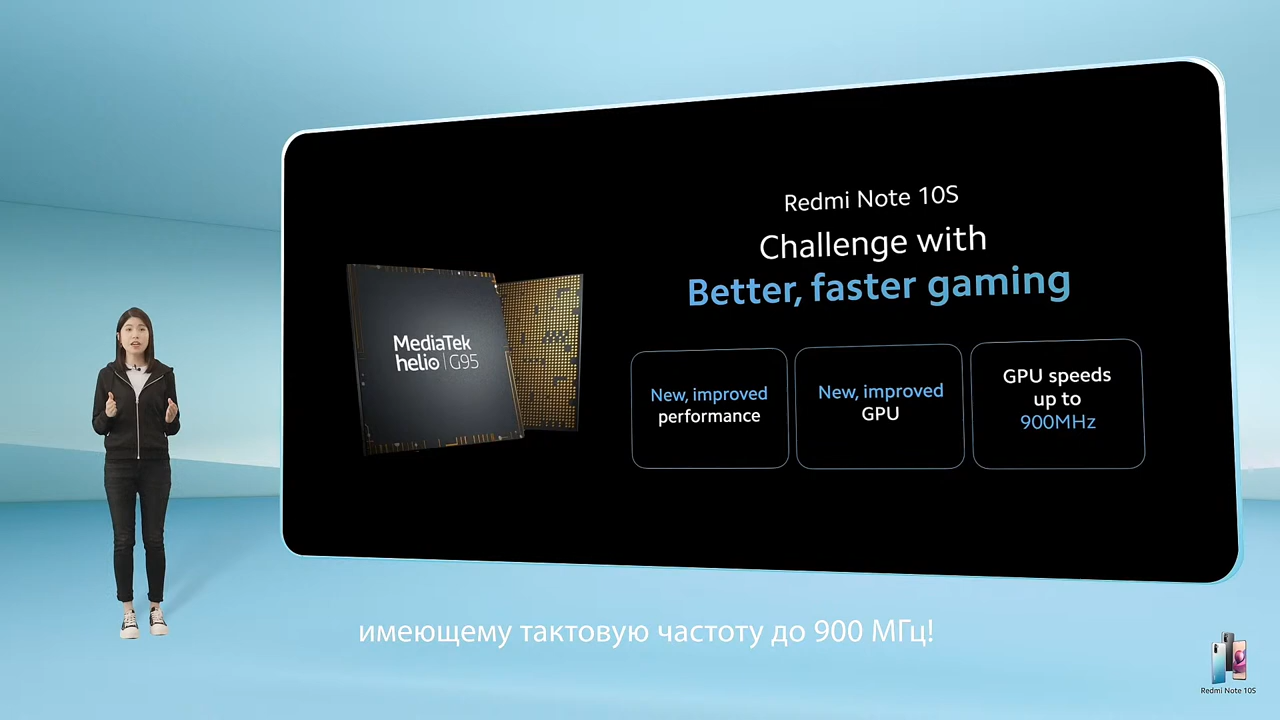 Redmi Note 10S
Challenge with
Better, faster gaming
MediaTek
helio | G95
New, improved
performance
New, improved
GPU
GPU speeds
up to
900MHz
имеющему тактовую частоту до 900 МГц!
Redmi Note 10S